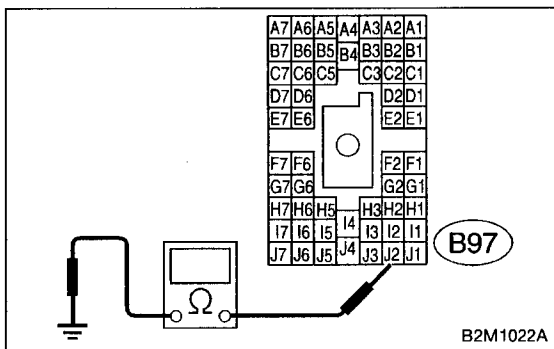 A7 A6 A5 A4 A3 A2 A1
B7 B6 B5 B4 B3 B2 B1
C7 C6 C5 C3 C2 C1
D7 D6 D2 D1
E7 E6 E2 E1
F7 F6 F2 F1
G7 G6 G2 G1
H7 H6 H5 H3 H2 H1
I7 I6 I5 I4 I3 I2 I1
J7 J6 J5 J4 J3 J2 J1
B97
Ω
B2M1022A